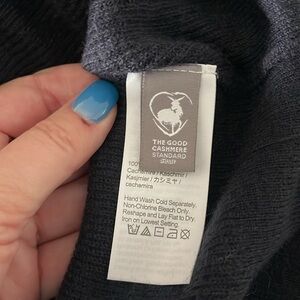 THE GOOD
CASHMERE
STANDARD
100%
Cachemire / Kaschmir /
Kasjmier / カシミヤ /
cachemira
Hand Wash Cold Separately.
Non-Chlorine Bleach Only.
Reshape and Lay Flat to Dry.
Iron on Lowest Setting